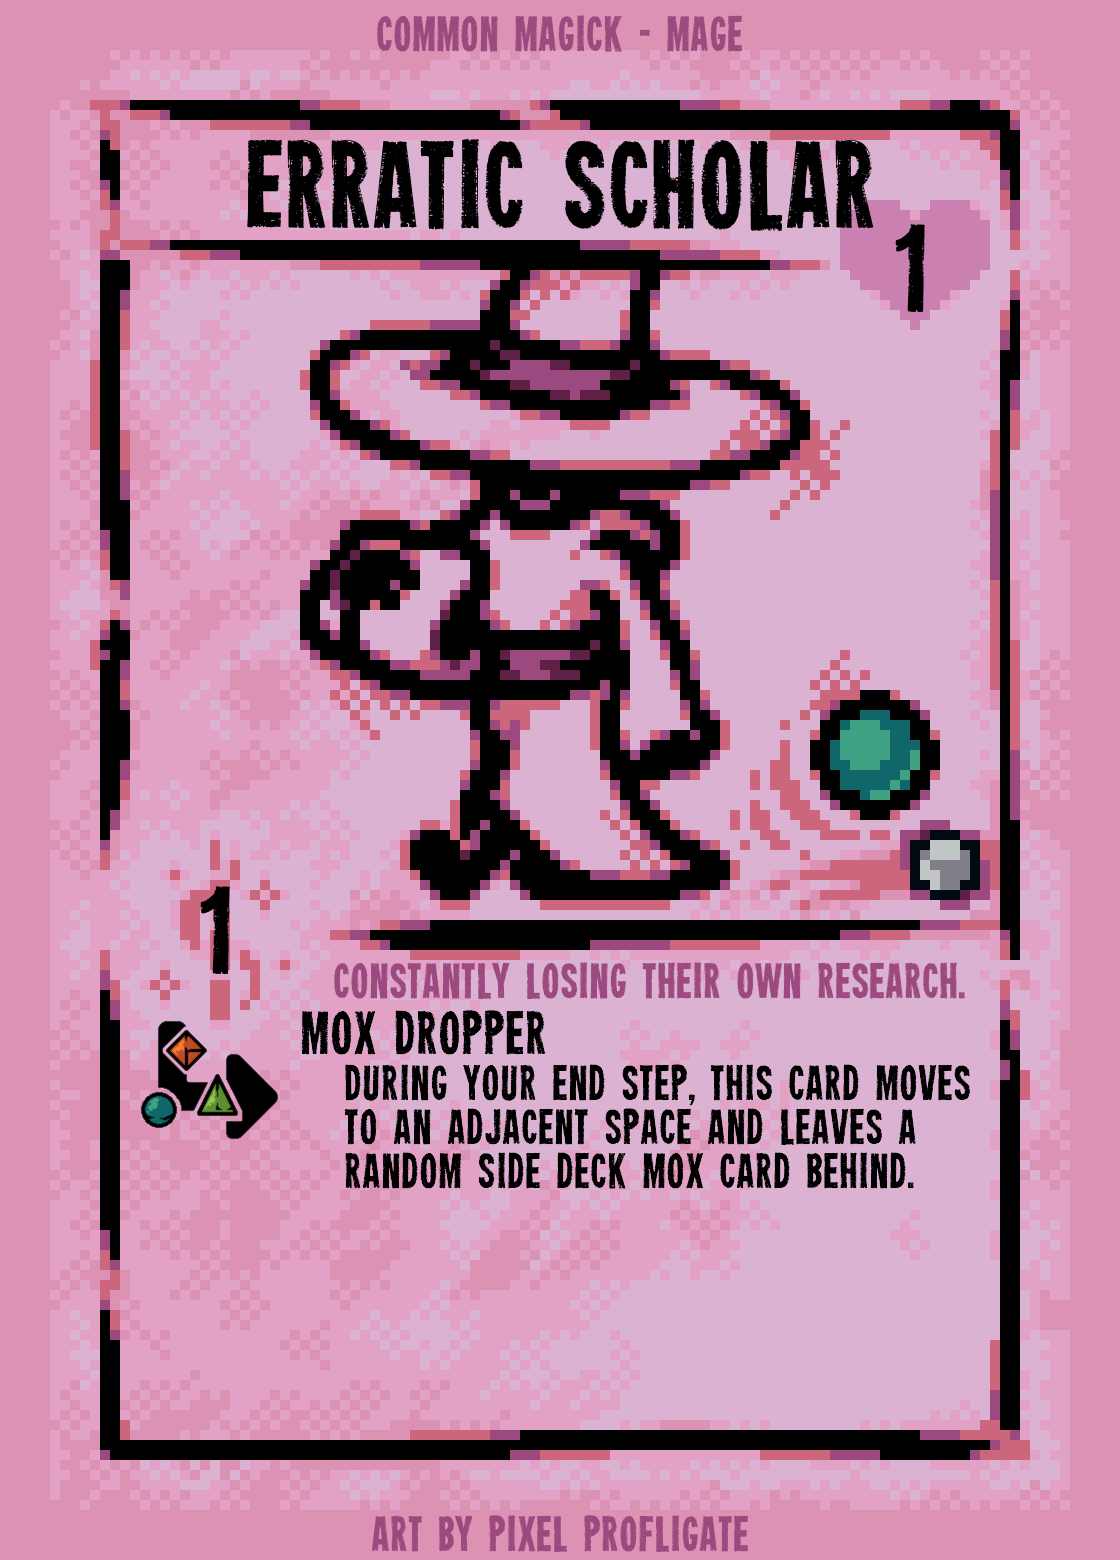 COMMON MAGICK - MAGE
ERRATIC SCHOLAR
1
1
CONSTANTLY LOSING THEIR OWN RESEARCH.
MOX DROPPER
DURING YOUR END STEP, THIS CARD MOVES
TO AN ADJACENT SPACE AND LEAVES A
RANDOM SIDE DECK MOX CARD BEHIND.
ART BY PIXEL PROFLIGATE